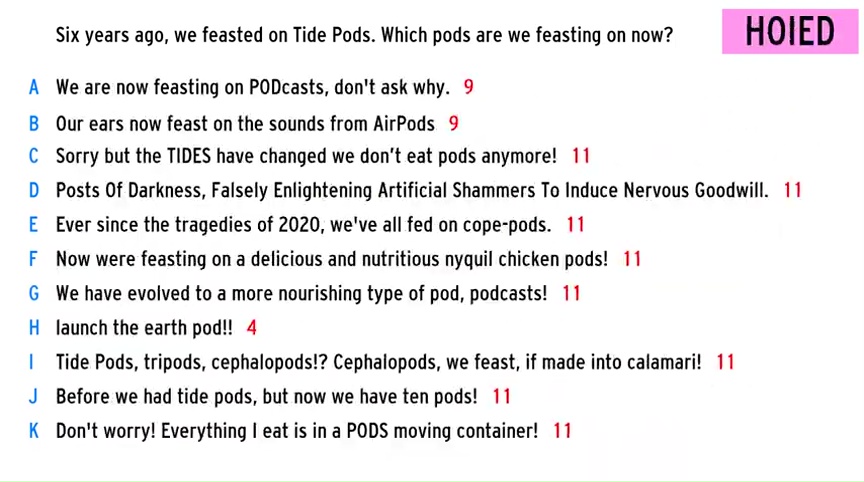 Six years ago, we feasted on Tide Pods. Which pods are we feasting on now?
HOIED
A We are now feasting on PODcasts, don't ask why. 9
B Our ears now feast on the sounds from AirPods 9
C Sorry but the TIDES have changed we don’t eat pods anymore! 11
D Posts Of Darkness, Falsely Enlightening Artificial Shammers To Induce Nervous Goodwill. 11
E Ever since the tragedies of 2020, we've all fed on cope-pods. 11
F Now were feasting on a delicious and nutritious nyquil chicken pods! 11
G We have evolved to a more nourishing type of pod, podcasts! 11
H launch the earth pod!! 4
I Tide Pods, tripods, cephalopods!? Cephalopods, we feast, if made into calamari! 11
J Before we had tide pods, but now we have ten pods! 11
K Don't worry! Everything I eat is in a PODS moving container! 11